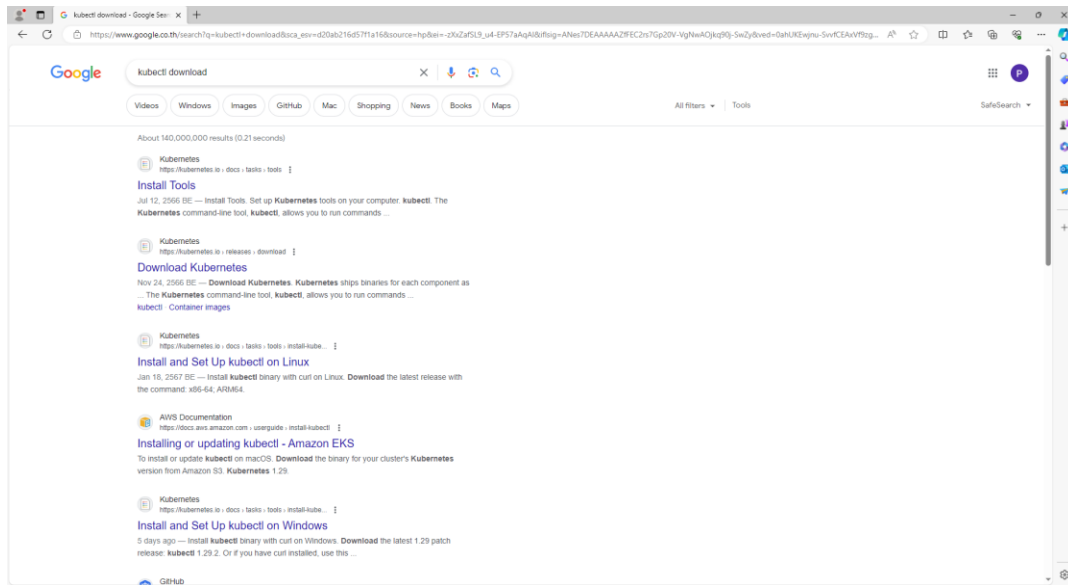 kubectl download - Google Sear
https://www.google.co.th/search?q=kubectl+download&sca_esv=d20ab216d57f1a16&source=hp&ei=-zXxZafSL9_u4-EP57aAqAI&iflsig=
Google
kubectl download
P
Videos Windows Images GitHub Mac Shopping News Books Maps All filters Tools SafeSearch
About 140,000,000 results (0.21 seconds)
Kubernetes
https://kubernetes.io › docs › tasks › tools
Install Tools
Jul 12, 2566 BE — Install Tools. Set up Kubernetes tools on your computer. kubectl. The
Kubernetes command-line tool, kubectl, allows you to run commands ...
Kubernetes
https://kubernetes.io › releases › download
Download Kubernetes
Nov 24, 2566 BE — Download Kubernetes. Kubernetes ships binaries for each component as
... The Kubernetes command-line tool, kubectl, allows you to run commands ...
kubectl · Container images
Kubernetes
https://kubernetes.io › docs › tasks › tools › install-kube...
Install and Set Up kubectl on Linux
Jan 18, 2567 BE — Install kubectl binary with curl on Linux. Download the latest release with
the command: x86-64; ARM64.
AWS Documentation
https://docs.aws.amazon.com › userguide › install-kubectl
Installing or updating kubectl - Amazon EKS
To install or update kubectl on macOS. Download the binary for your cluster's Kubernetes
version from Amazon S3. Kubernetes 1.29.
Kubernetes
https://kubernetes.io › docs › tasks › tools › install-kube...
Install and Set Up kubectl on Windows
5 days ago — Install kubectl binary with curl on Windows. Download the latest 1.29 patch
release: kubectl 1.29.2. Or if you have curl installed, use this ...
GitHub